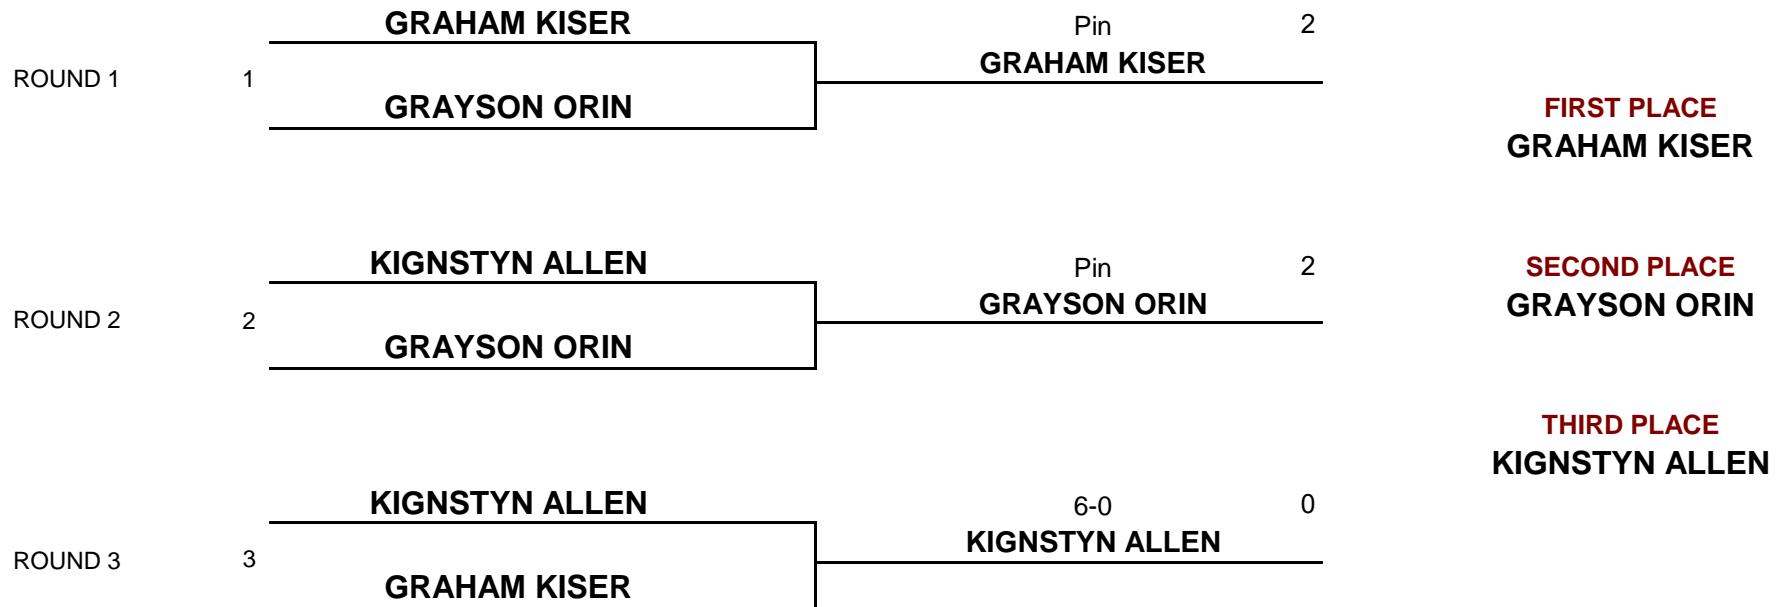 GRAHAM KISER
Pin 2
GRAHAM KISER
ROUND 1 1
GRAYSON ORIN
FIRST PLACE
GRAHAM KISER
KIGNSTYN ALLEN
Pin 2
GRAYSON ORIN
ROUND 2 2
GRAYSON ORIN
SECOND PLACE
GRAYSON ORIN
THIRD PLACE
KIGNSTYN ALLEN
KIGNSTYN ALLEN
6-0 0
KIGNSTYN ALLEN
ROUND 3 3
GRAHAM KISER